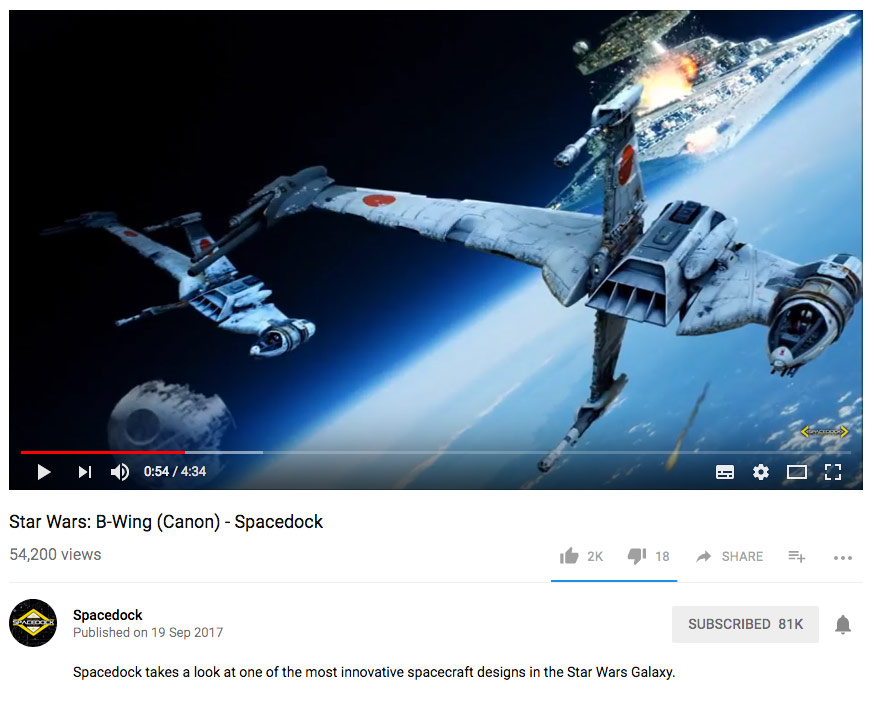 SPACEDOCK
0:54 / 4:34
Star Wars: B-Wing (Canon) - Spacedock
54,200 views
2K 18 SHARE
SPACEDOCK
Spacedock
Published on 19 Sep 2017
SUBSCRIBED 81K
Spacedock takes a look at one of the most innovative spacecraft designs in the Star Wars Galaxy.